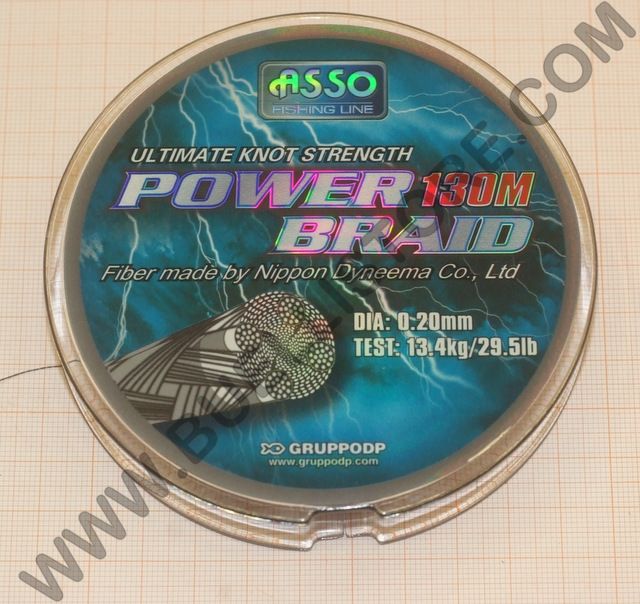 ASSO
FISHING LINE
ULTIMATE KNOT STRENGTH
POWER 130M
BRAID
Fiber made by Nippon Dyneema Co., Ltd
DIA: 0.20mm
TEST: 13.4kg/29.5lb
GRUPPODP
www.gruppodp.com